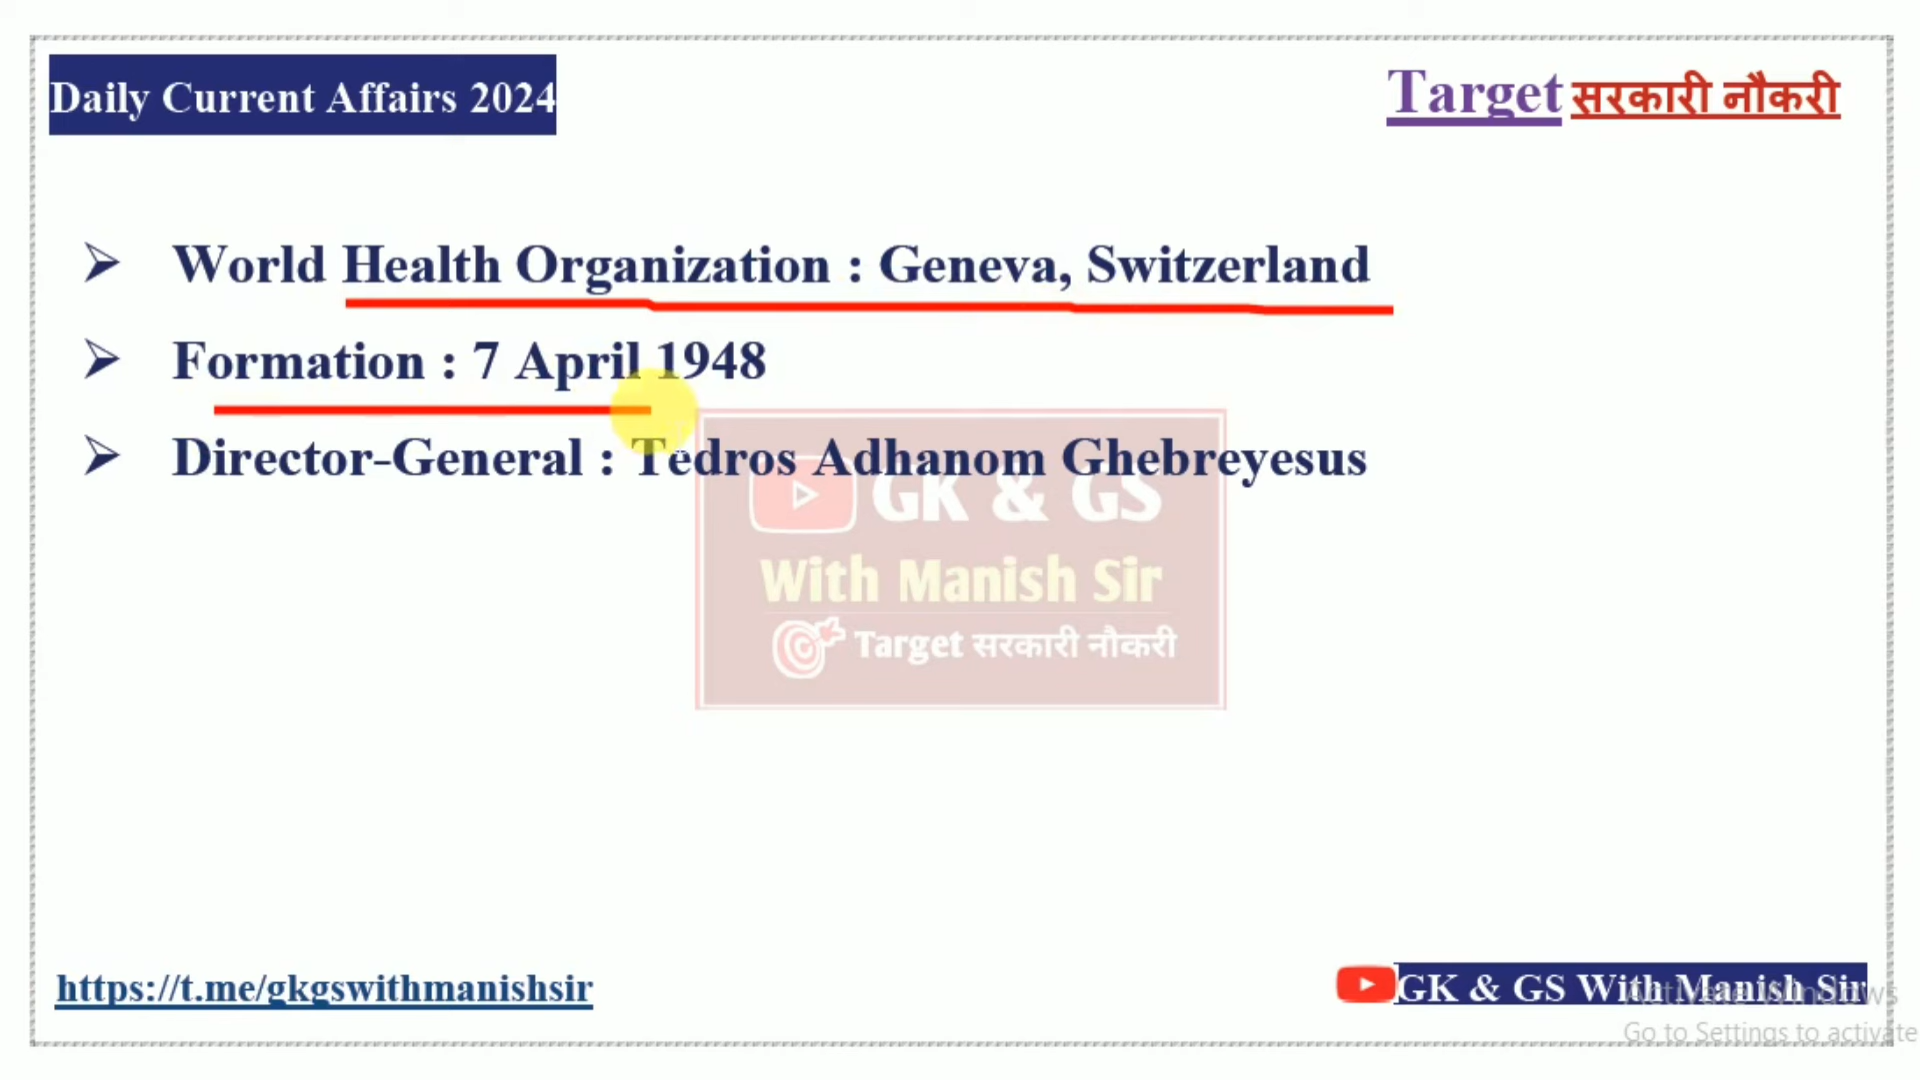 Daily Current Affairs 2024
Target सरकारी नौकरी
➢ World Health Organization : Geneva, Switzerland
➢ Formation : 7 April 1948
➢ Director-General : Tedros Adhanom Ghebreyesus
GK & GS
With Manish Sir
Target सरकारी नौकरी
https://t.me/gkgswithmanishsir
GK & GS With Manish Sir
Activate Windows
Go to Settings to activate